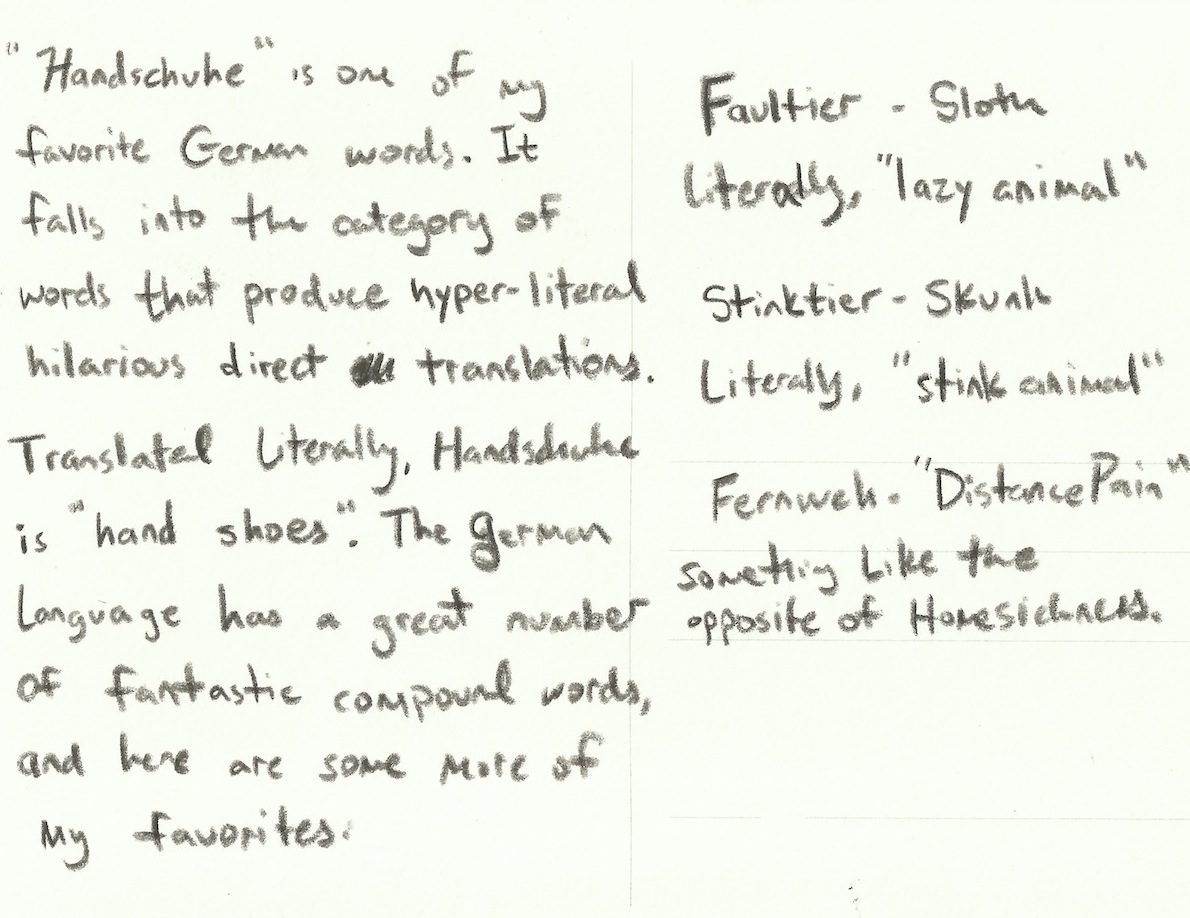 "Handschuhe" is one of my
favorite German words. It
falls into the category of
words that produce hyper-literal
hilarious direct translations.
Translated Literally, Handschuhe
is "hand shoes". The German
Language has a great number
of fantastic compound words,
and here are some more of
my favorites:
Faultier - Sloth
Literally, "lazy animal"
Stinktier - Skunk
Literally, "stink animal"
Fernweh - "Distance Pain"
something like the
opposite of Homesickness.